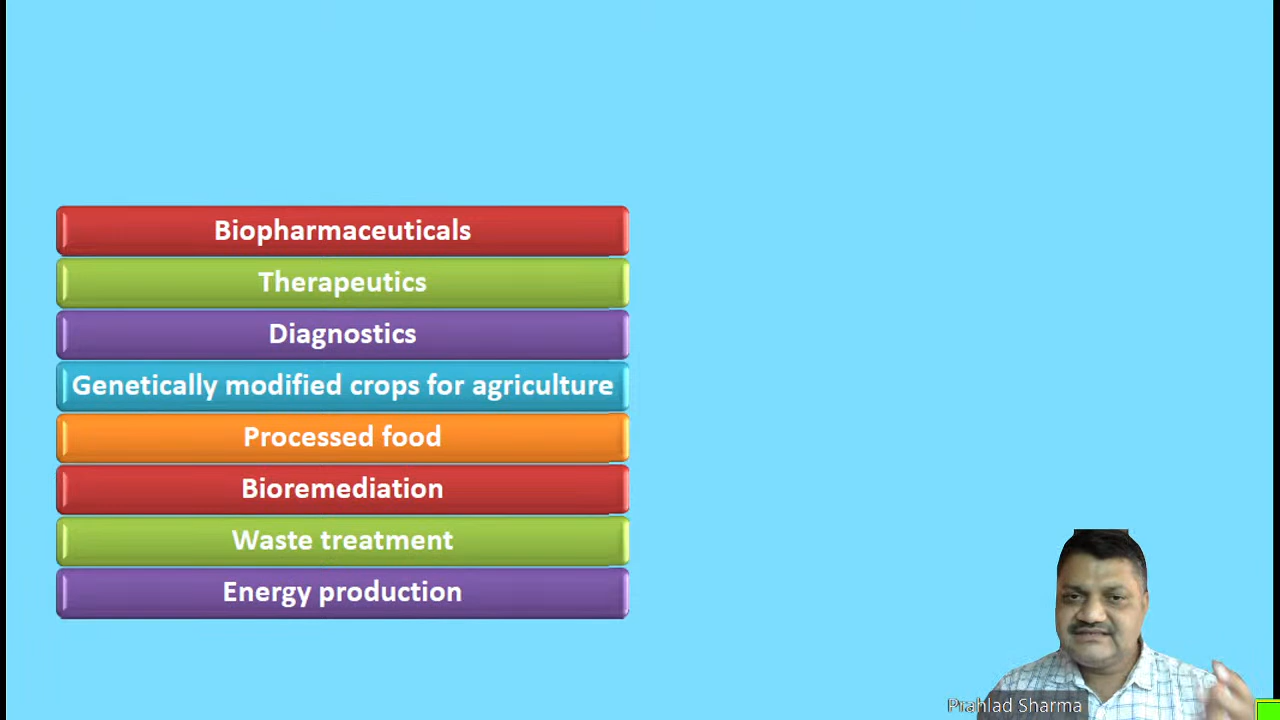 Biopharmaceuticals
Therapeutics
Diagnostics
Genetically modified crops for agriculture
Processed food
Bioremediation
Waste treatment
Energy production
Prahlad Sharma